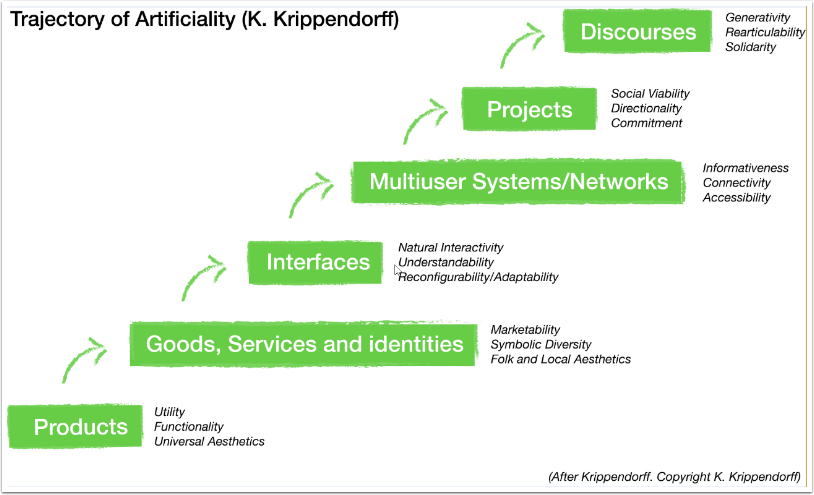 Trajectory of Artificiality (K. Krippendorff)
Discourses
Generativity
Rearticulability
Solidarity
Projects
Social Viability
Directionality
Commitment
Multiuser Systems/Networks
Informativeness
Connectivity
Accessibility
Interfaces
Natural Interactivity
Understandability
Reconfigurability/Adaptability
Goods, Services and identities
Marketability
Symbolic Diversity
Folk and Local Aesthetics
Products
Utility
Functionality
Universal Aesthetics
(After Krippendorff. Copyright K. Krippendorff)